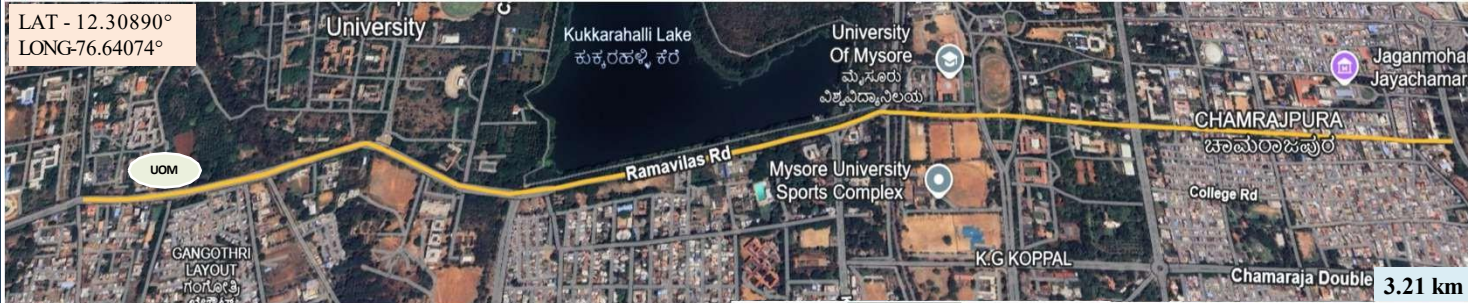 LAT - 12.30890°
LONG-76.64074°
University
Kukkarahalli Lake
ಕುಕ್ಕರಹಳ್ಳಿ ಕೆರೆ
University
Of Mysore
ಮೈಸೂರು
ವಿಶ್ವವಿದ್ಯಾನಿಲಯ
Jaganmohan
Jayachamar
CHAMRAJPURA
ಚಾಮರಾಜಪುರ
UOM
Ramavilas Rd
Mysore University
Sports Complex
College Rd
GANGOTHRI
LAYOUT
ಗಂಗೋತ್ರಿ
K.G KOPPAL
Chamaraja Double
3.21 km